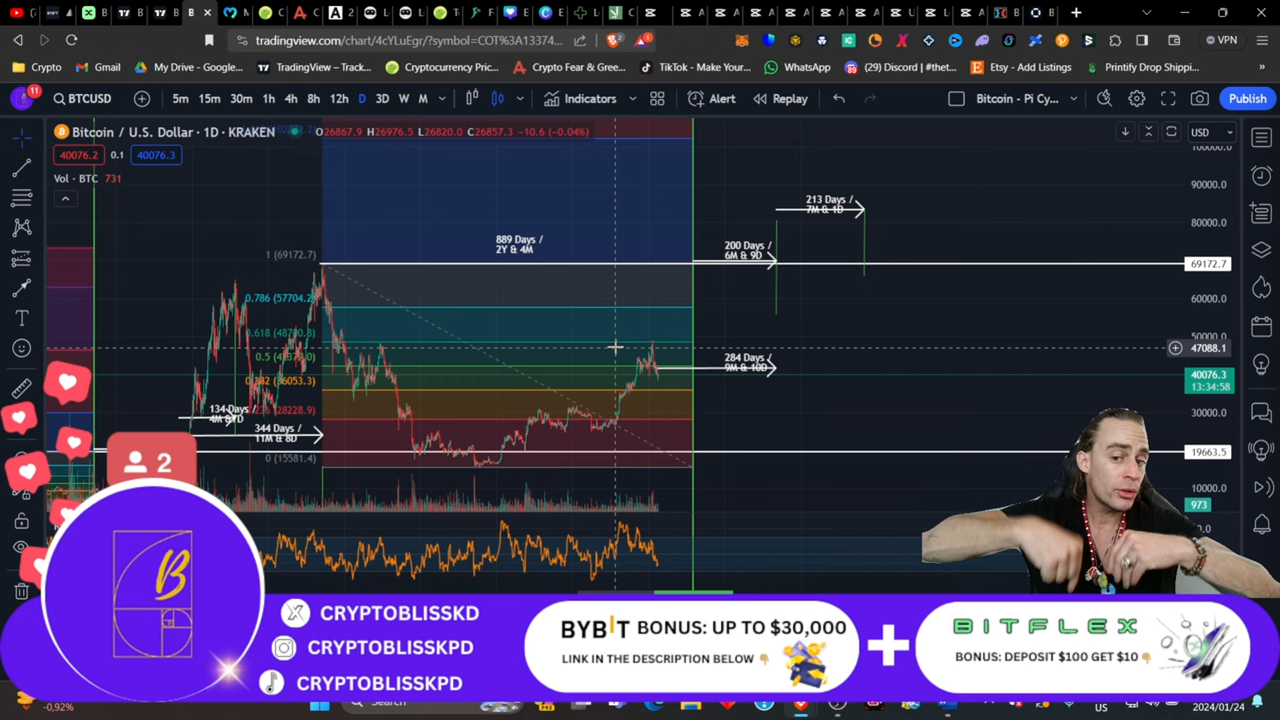 tradingview.com/chart/4cYLuEgr/?symbol=COT%3A13374...
VPN
Crypto
Gmail
My Drive - Google...
TradingView – Track...
Cryptocurrency Pric...
Crypto Fear & Gree...
TikTok - Make Your...
WhatsApp
(29) Discord | #thet...
Etsy - Add Listings
Printify Drop Shippi...
11
BTCUSD
5m 15m 30m 1h 4h 8h 12h D 3D W M
Indicators
Alert
Replay
Bitcoin - Pi Cy...
Publish
Bitcoin / U.S. Dollar · 1D · KRAKEN
O26867.9 H26976.5 L26820.0 C26857.3 -10.6 (-0.04%)
USD
40076.2 0.1 40076.3
Vol · BTC 731
100000.0
90000.0
80000.0
69172.7
60000.0
50000.0
47088.1
40076.3
13:34:58
30000.0
19663.5
10000.0
973
213 Days /
7M & 1D
889 Days /
2Y & 4M
200 Days /
6M & 9D
284 Days /
9M & 10D
134 Days /
4M &
344 Days /
11M & 8D
1 (69172.7)
0.786 (57704.2)
0.618 (48700.3)
0 (15581.4)
2
B
CRYPTOBLISSKD
CRYPTOBLISSKPD
CRYPTOBLISSKPD
BYBIT BONUS: UP TO $30,000
LINK IN THE DESCRIPTION BELOW
+
BITFLEX
BONUS: DEPOSIT $100 GET $10
-0,92%
Search
US
2024/01/24